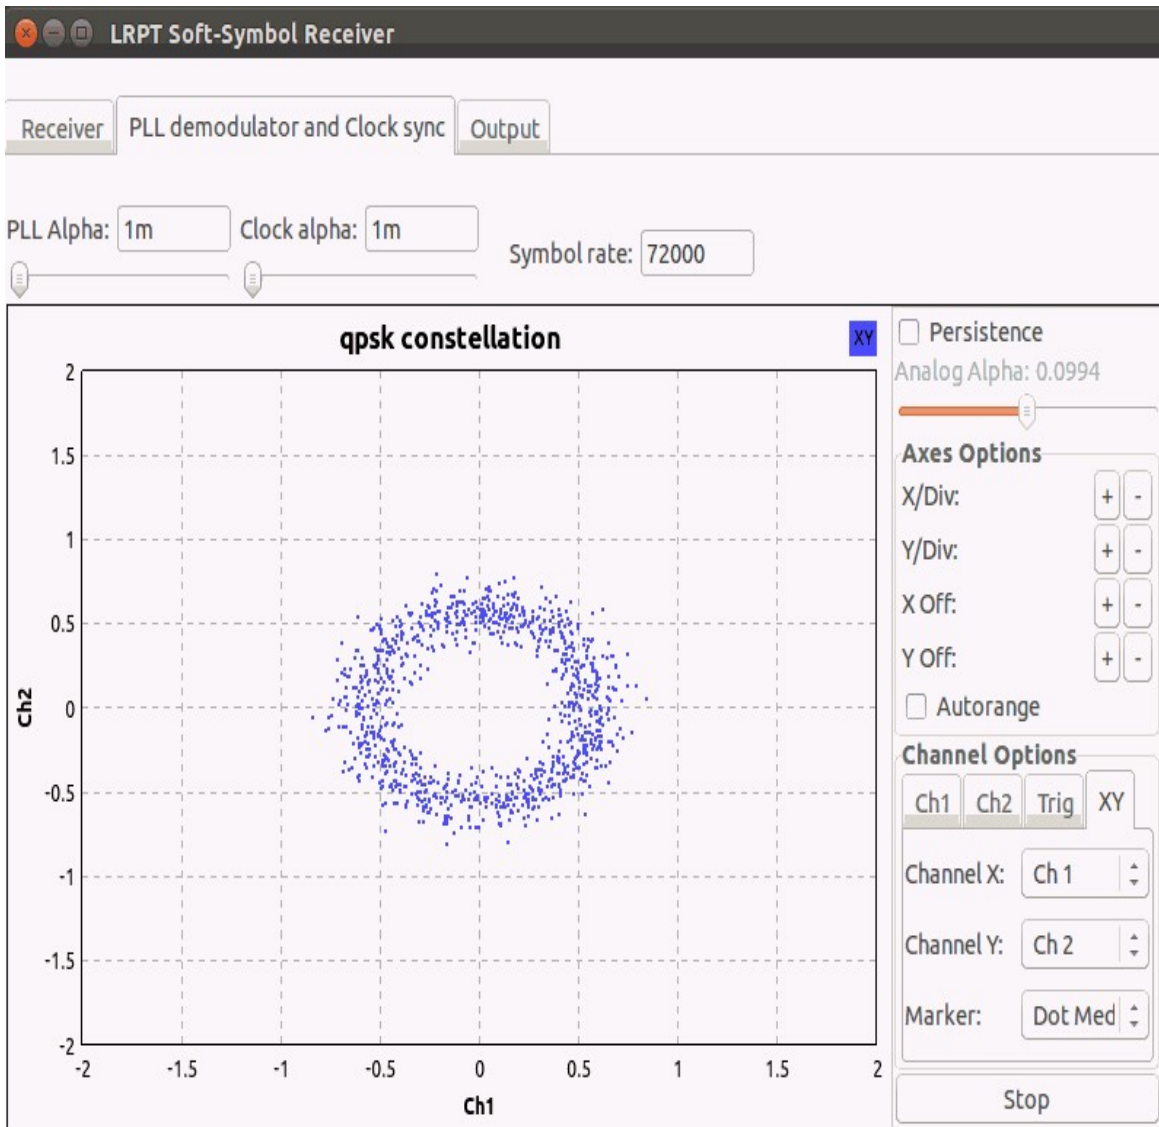 LRPT Soft-Symbol Receiver
Receiver PLL demodulator and Clock sync Output
PLL Alpha: 1m Clock alpha: 1m Symbol rate: 72000
qpsk constellation XY
2
1.5
1
0.5
0
-0.5
-1
-1.5
-2
Ch2
-2 -1.5 -1 -0.5 0 0.5 1 1.5 2
Ch1
Persistence
Analog Alpha: 0.0994
Axes Options
X/Div: + -
Y/Div: + -
X Off: + -
Y Off: + -
Autorange
Channel Options
Ch1 Ch2 Trig XY
Channel X: Ch 1
Channel Y: Ch 2
Marker: Dot Med
Stop